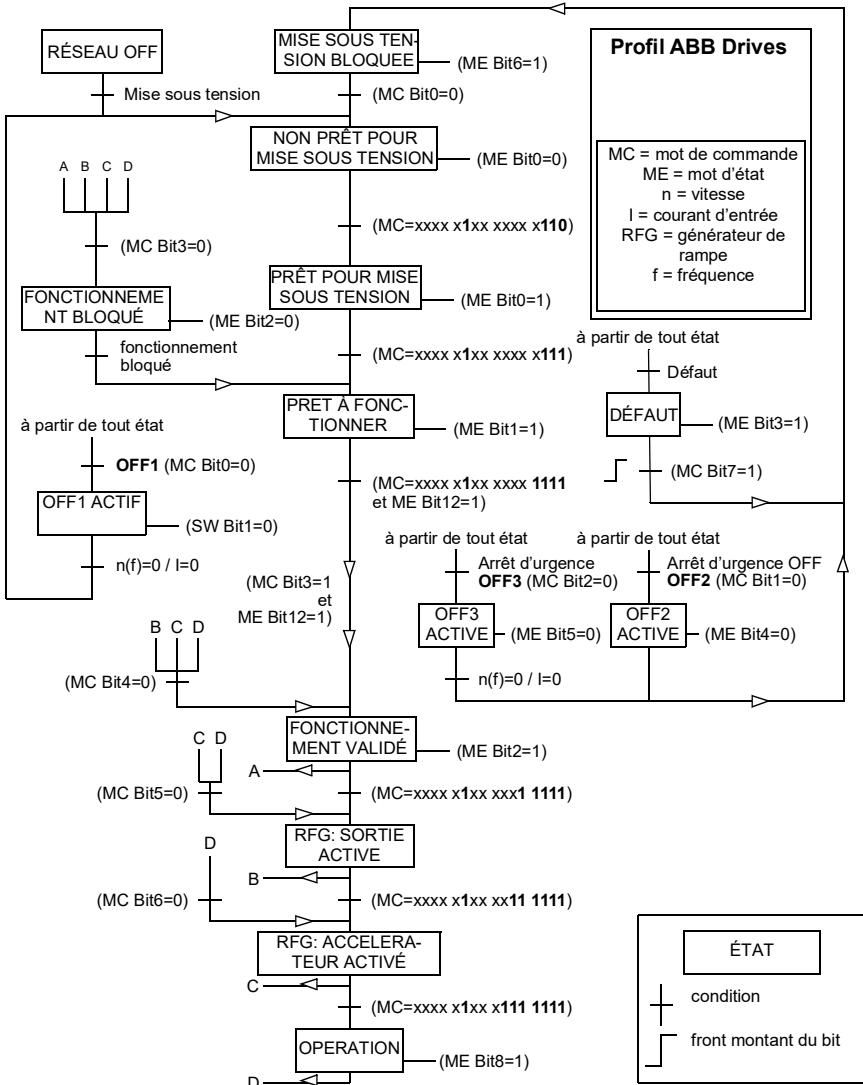 RÉSEAU OFF
Mise sous tension
MISE SOUS TEN-
SION BLOQUEE
(ME Bit6=1)
(MC Bit0=0)
NON PRÊT POUR
MISE SOUS TENSION
(ME Bit0=0)
Profil ABB Drives
MC = mot de commande
ME = mot d'état
n = vitesse
I = courant d'entrée
RFG = générateur de
rampe
f = fréquence
A B C D
(MC Bit3=0)
(MC=xxxx x1xx xxxx x110)
FONCTIONNEME
NT BLOQUÉ
(ME Bit2=0)
fonctionnement
bloqué
PRÊT POUR MISE
SOUS TENSION
(ME Bit0=1)
(MC=xxxx x1xx xxxx x111)
à partir de tout état
Défaut
DÉFAUT
(ME Bit3=1)
(MC Bit7=1)
PRET À FONC-
TIONNER
(ME Bit1=1)
à partir de tout état
OFF1 (MC Bit0=0)
OFF1 ACTIF
(SW Bit1=0)
n(f)=0 / I=0
(MC=xxxx x1xx xxxx 1111
et ME Bit12=1)
(MC Bit3=1
et
ME Bit12=1)
à partir de tout état
Arrêt d'urgence
OFF3 (MC Bit2=0)
OFF3
ACTIVE
(ME Bit5=0)
n(f)=0 / I=0
à partir de tout état
Arrêt d'urgence OFF
OFF2 (MC Bit1=0)
OFF2
ACTIVE
(ME Bit4=0)
B C D
(MC Bit4=0)
FONCTIONNE-
MENT VALIDÉ
(ME Bit2=1)
C D
A
(MC Bit5=0)
(MC=xxxx x1xx xxx1 1111)
RFG: SORTIE
ACTIVE
D
B
(MC Bit6=0)
(MC=xxxx x1xx xx11 1111)
RFG: ACCELERA-
TEUR ACTIVÉ
C
(MC=xxxx x1xx x111 1111)
OPERATION
(ME Bit8=1)
D
ÉTAT
condition
front montant du bit